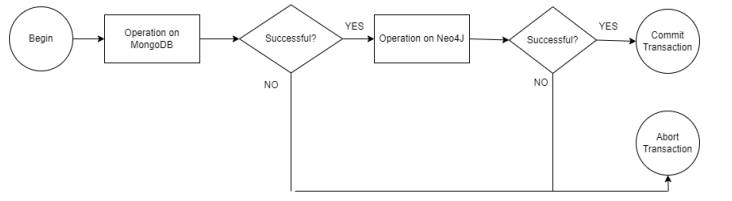 Begin
Operation on
MongoDB
Successful?
YES
Operation on Neo4J
Successful?
YES
Commit
Transaction
NO
NO
Abort
Transaction